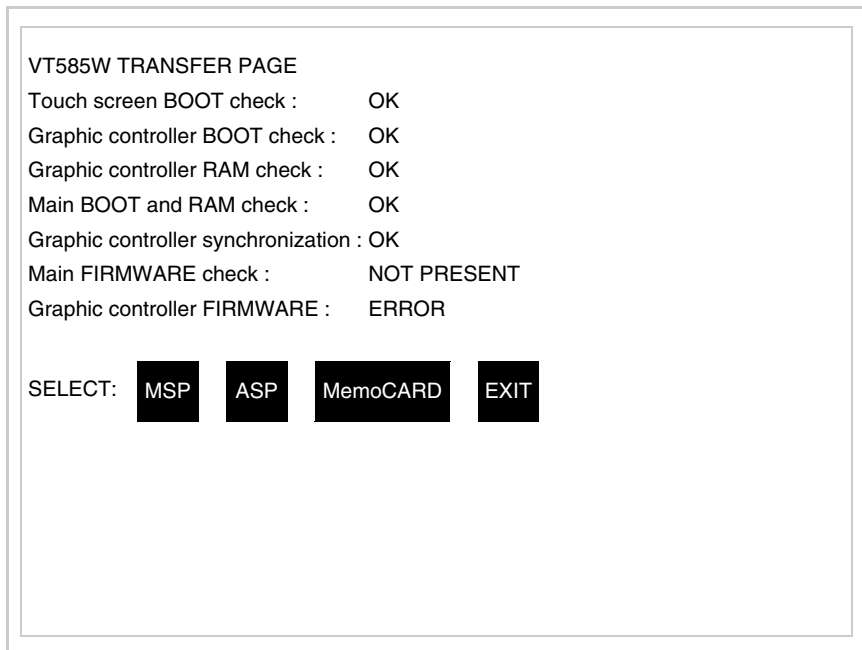 VT585W TRANSFER PAGE
Touch screen BOOT check : OK
Graphic controller BOOT check : OK
Graphic controller RAM check : OK
Main BOOT and RAM check : OK
Graphic controller synchronization : OK
Main FIRMWARE check : NOT PRESENT
Graphic controller FIRMWARE : ERROR
SELECT: MSP ASP MemoCARD EXIT